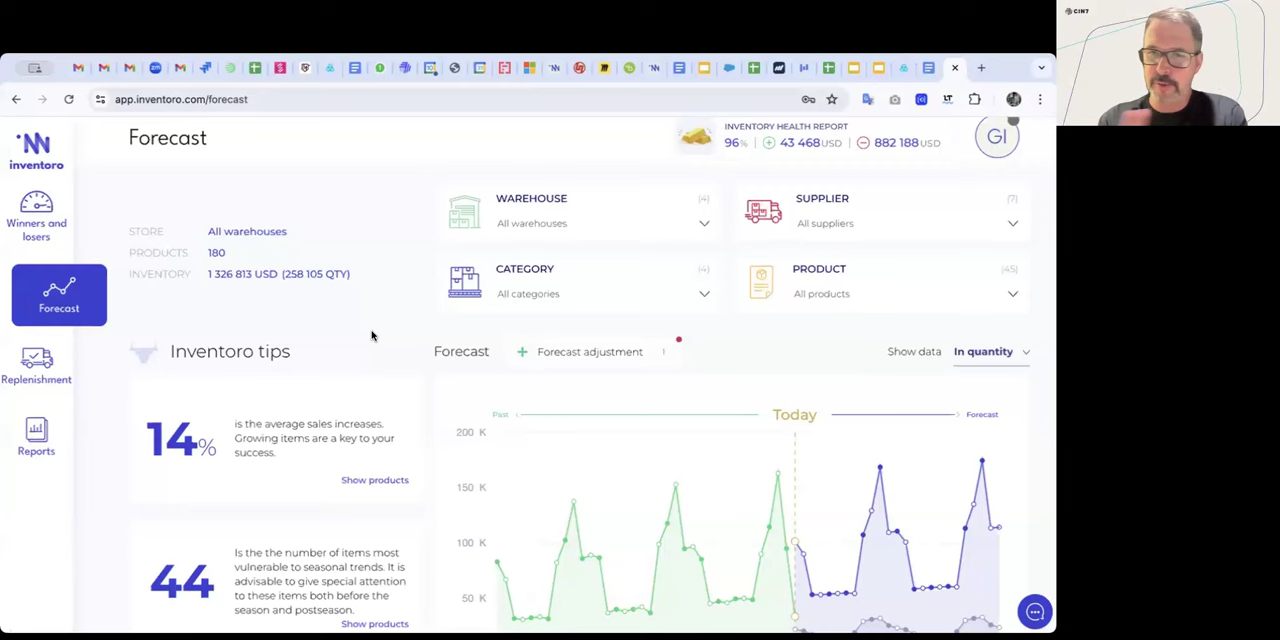 CIN7
app.inventoro.com/forecast
inventoro
Winners and
losers
Forecast
Replenishment
Reports
Forecast
INVENTORY HEALTH REPORT
96% 43 468 USD 882 188 USD
GI
STORE All warehouses
PRODUCTS 180
INVENTORY 1 326 813 USD (258 105 QTY)
WAREHOUSE (4)
All warehouses
SUPPLIER (7)
All suppliers
CATEGORY (4)
All categories
PRODUCT (45)
All products
Inventoro tips
14%
is the average sales increases.
Growing items are a key to your
success.
Show products
44
Is the the number of items most
vulnerable to seasonal trends. It is
advisable to give special attention
to these items both before the
season and postseason.
Show products
Forecast + Forecast adjustment 1
Show data In quantity
Past Today Forecast
200 K
150 K
100 K
50 K